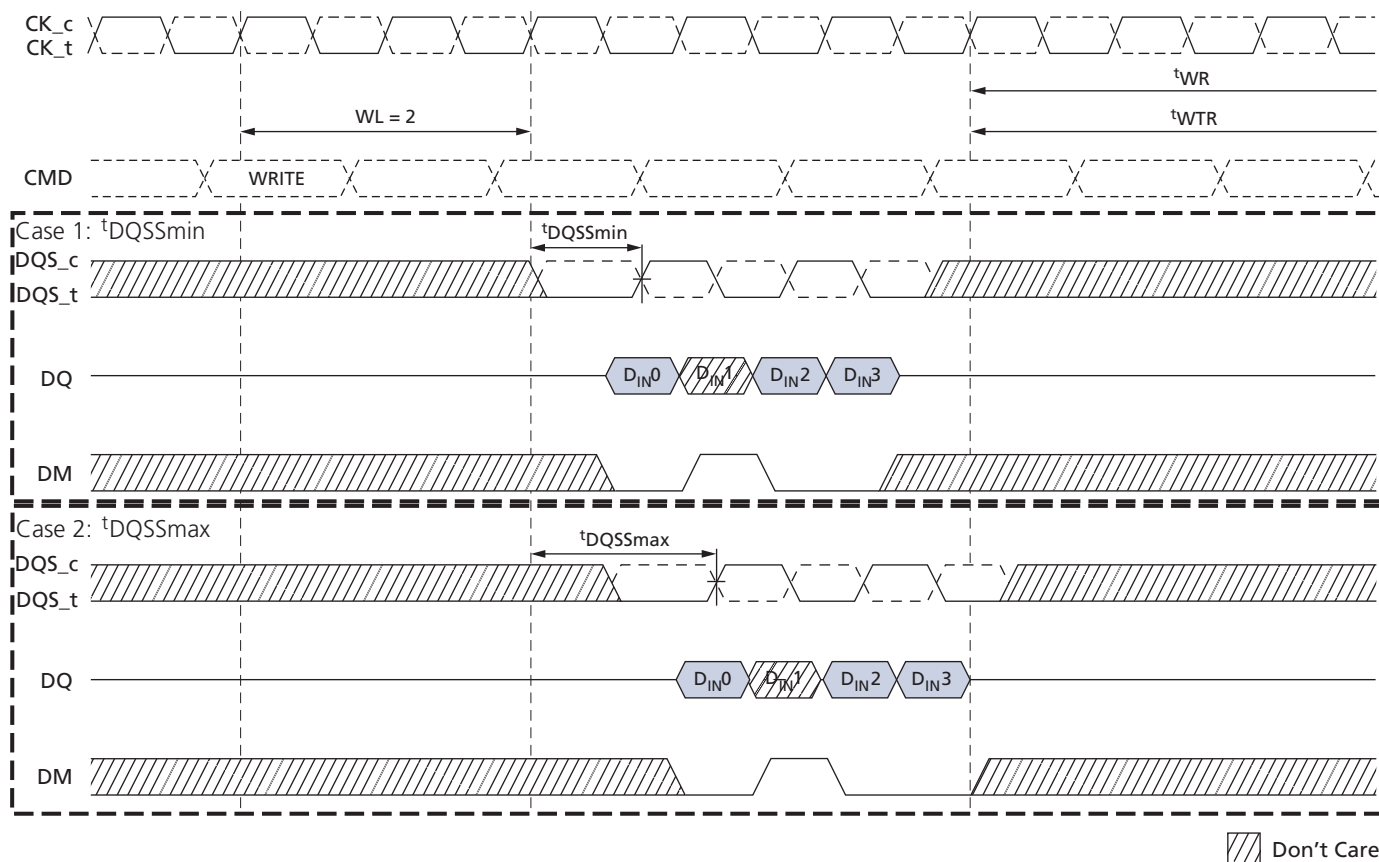 CK_c
CK_t
tWR
WL = 2
tWTR
CMD
WRITE
Case 1: tDQSSmin
tDQSSmin
DQS_c
DQS_t
DQ
DIN0
DIN1
DIN2
DIN3
DM
Case 2: tDQSSmax
tDQSSmax
DQS_c
DQS_t
DQ
DIN0
DIN1
DIN2
DIN3
DM
Don't Care